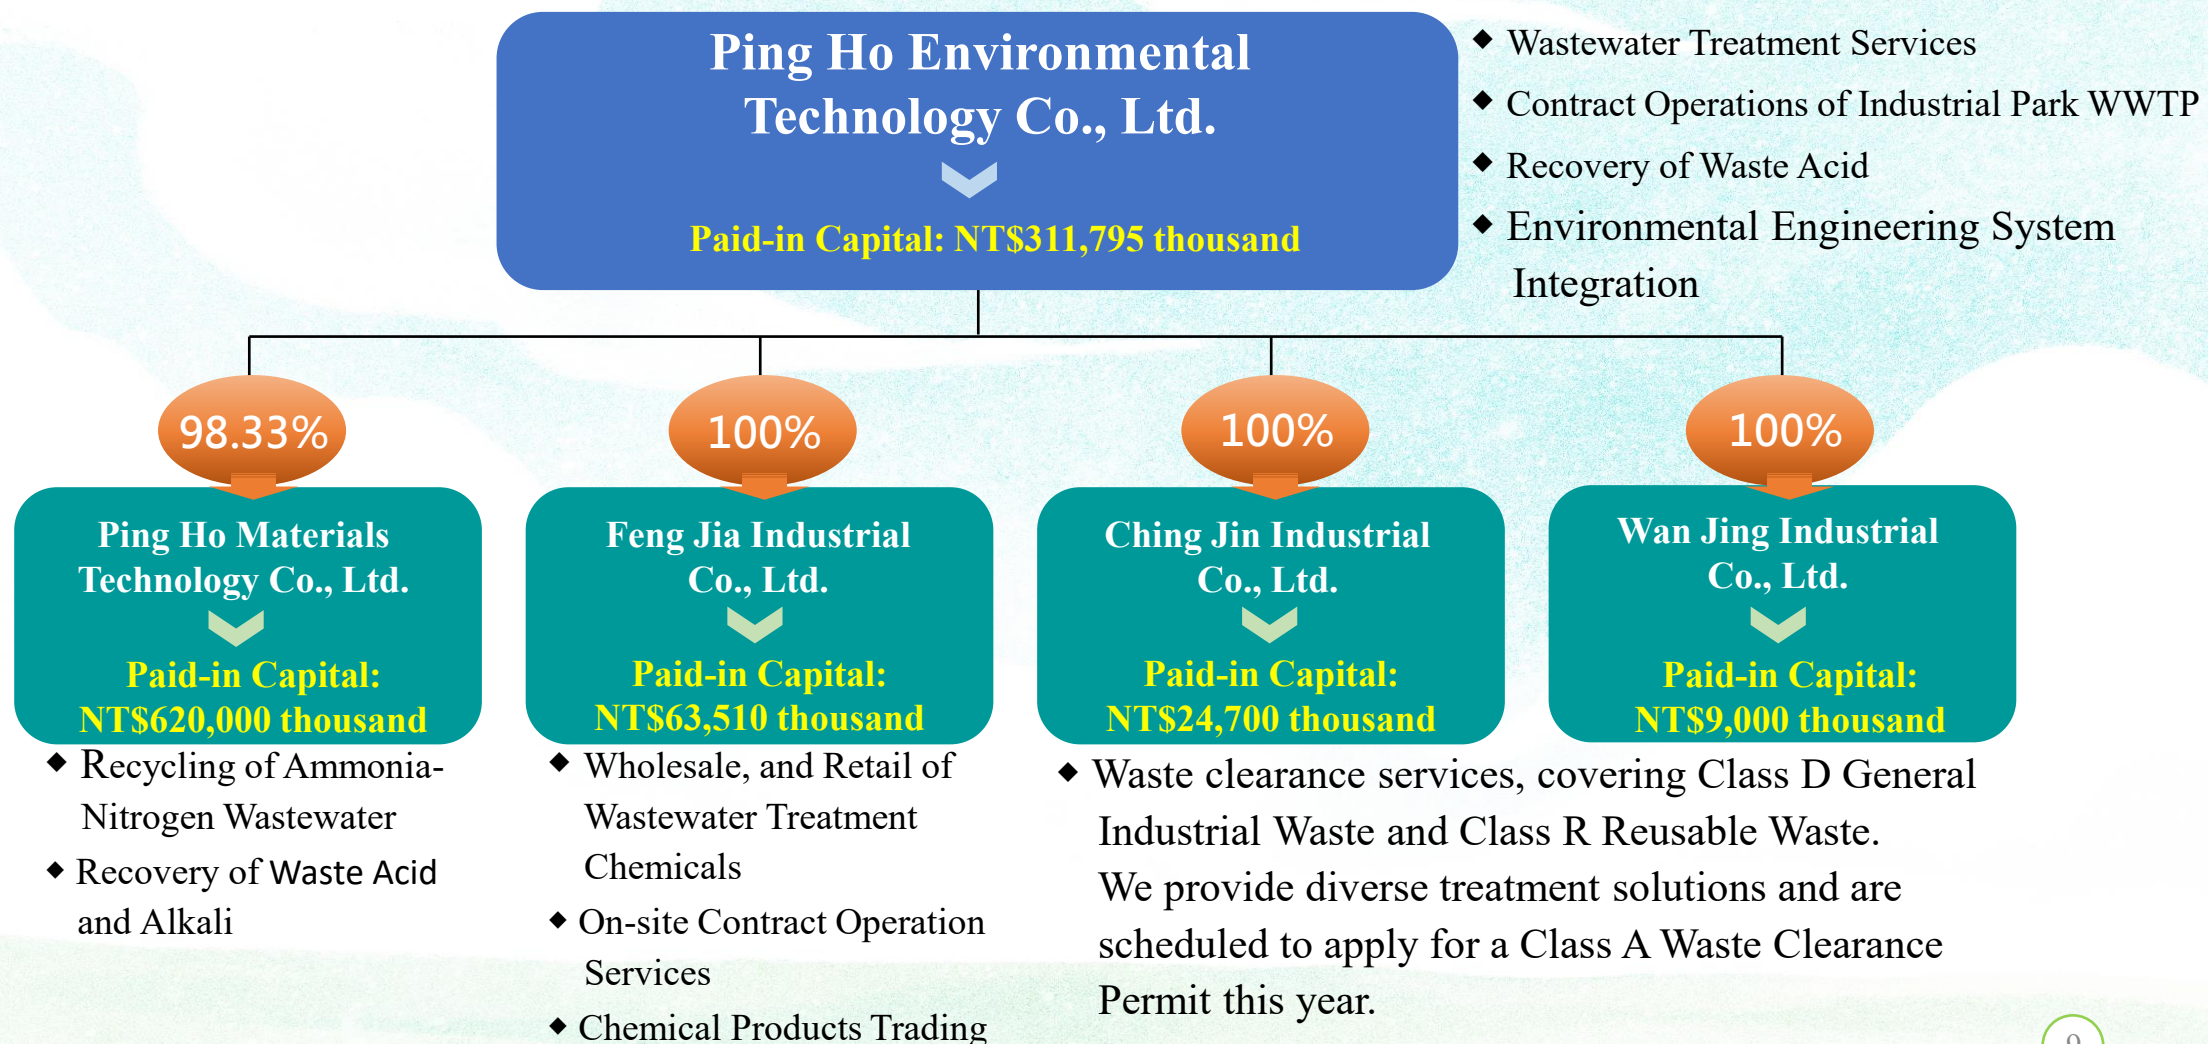 Ping Ho Environmental
Technology Co., Ltd.
Paid-in Capital: NT$311,795 thousand
◆ Wastewater Treatment Services
◆ Contract Operations of Industrial Park WWTP
◆ Recovery of Waste Acid
◆ Environmental Engineering System
Integration
98.33%
100%
100%
100%
Ping Ho Materials
Technology Co., Ltd.
Paid-in Capital:
NT$620,000 thousand
◆ Recycling of Ammonia-
Nitrogen Wastewater
◆ Recovery of Waste Acid
and Alkali
Feng Jia Industrial
Co., Ltd.
Paid-in Capital:
NT$63,510 thousand
◆ Wholesale, and Retail of
Wastewater Treatment
Chemicals
◆ On-site Contract Operation
Services
◆ Chemical Products Trading
Ching Jin Industrial
Co., Ltd.
Paid-in Capital:
NT$24,700 thousand
Wan Jing Industrial
Co., Ltd.
Paid-in Capital:
NT$9,000 thousand
◆ Waste clearance services, covering Class D General
Industrial Waste and Class R Reusable Waste.
We provide diverse treatment solutions and are
scheduled to apply for a Class A Waste Clearance
Permit this year.